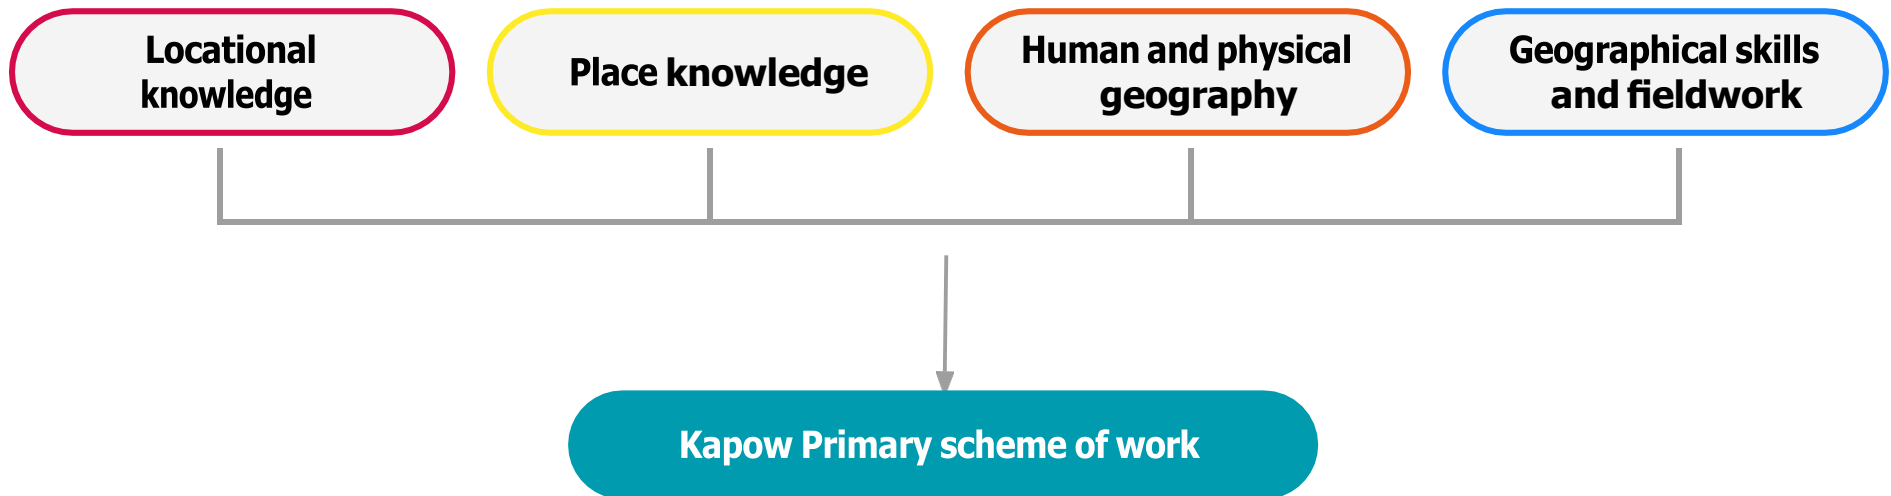 Locational
knowledge
Place knowledge
Human and physical
geography
Geographical skills
and fieldwork
Kapow Primary scheme of work